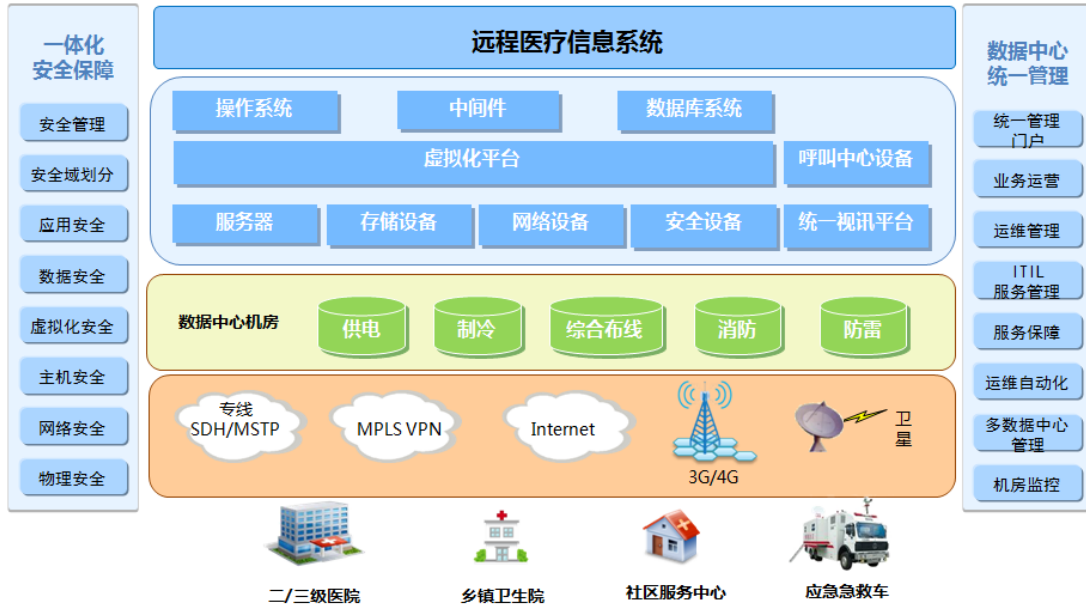 一体化
安全保障
安全管理
安全域划分
应用安全
数据安全
虚拟化安全
主机安全
网络安全
物理安全
远程医疗信息系统
操作系统
中间件
数据库系统
虚拟化平台
呼叫中心设备
服务器
存储设备
网络设备
安全设备
统一视讯平台
数据中心机房
供电
制冷
综合布线
消防
防雷
专线
SDH/MSTP
MPLS VPN
Internet
3G/4G
卫
星
二/三级医院
乡镇卫生院
社区服务中心
应急急救车
数据中心
统一管理
统一管理
门户
业务运营
运维管理
ITIL
服务管理
服务保障
运维自动化
多数据中心
管理
机房监控